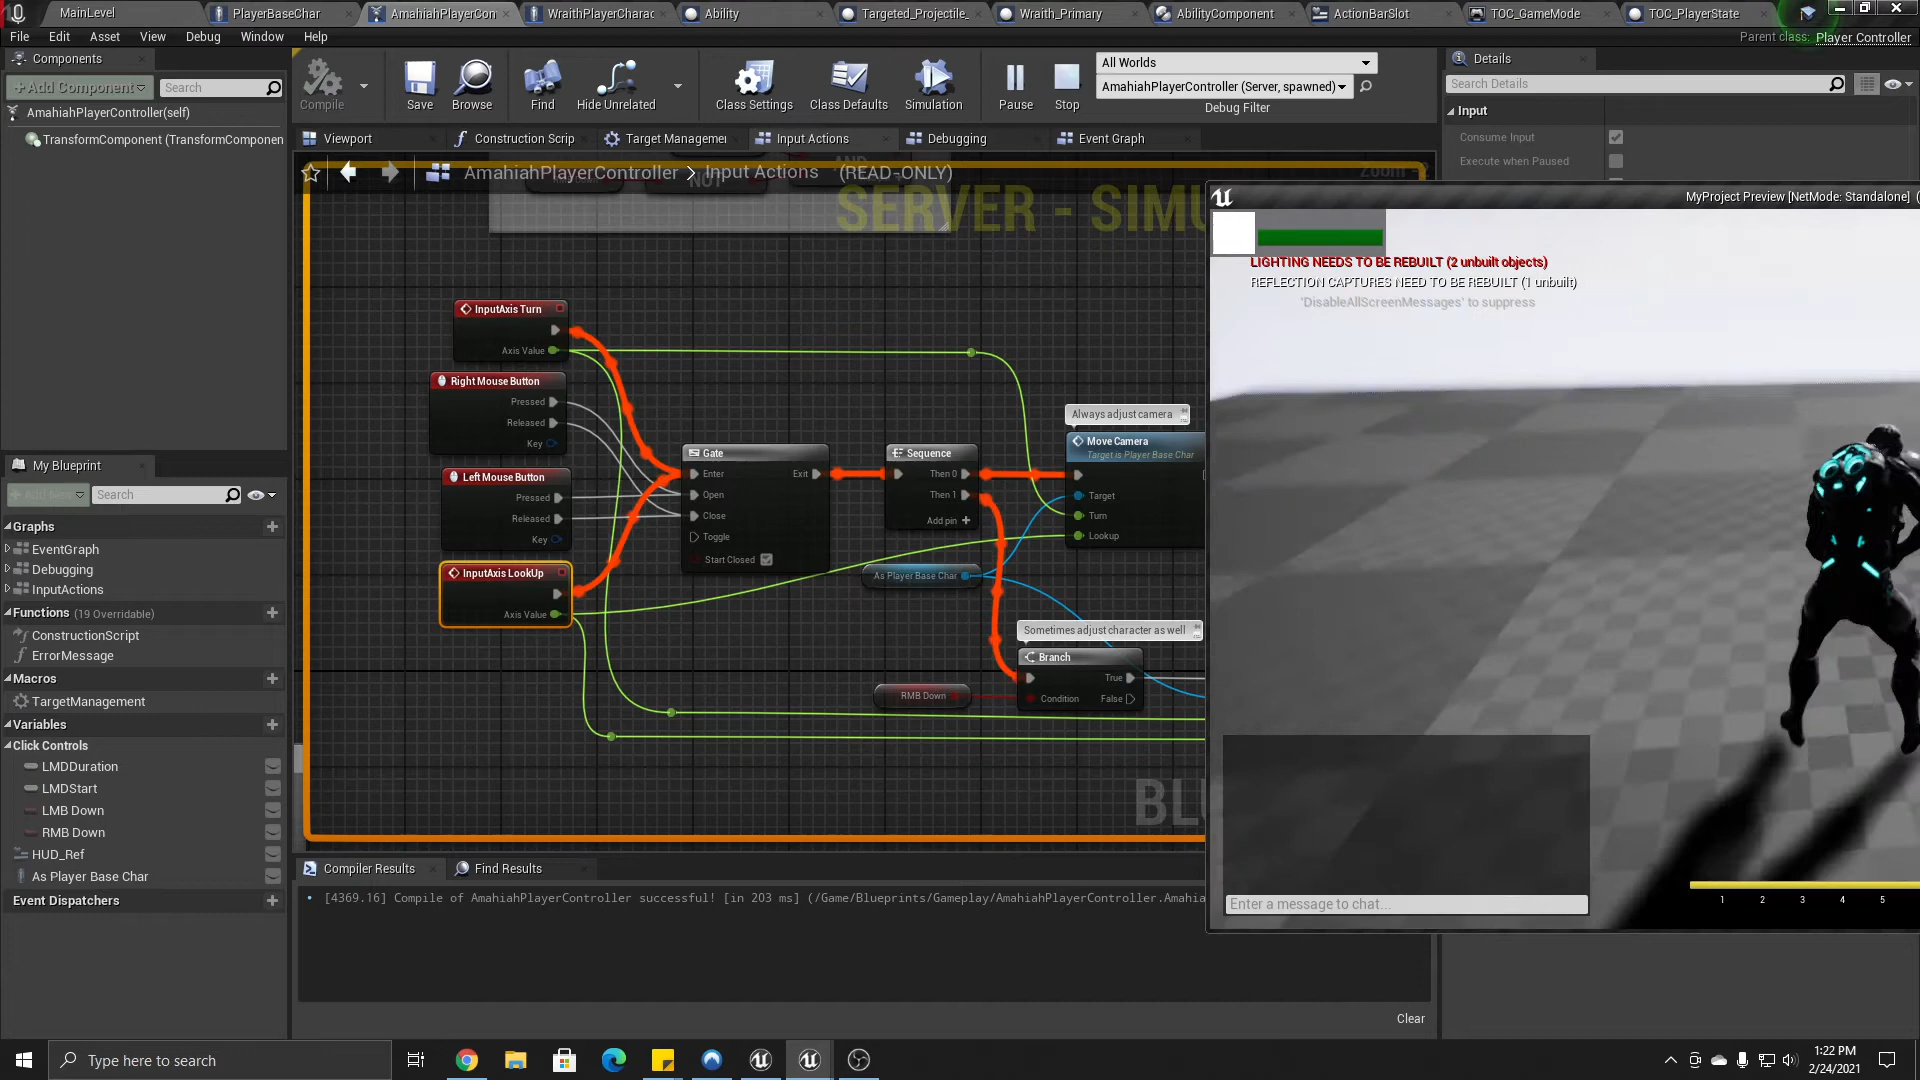 MainLevel
PlayerBaseChar
AmahiahPlayerCon
WraithPlayerCharac
Ability
Targeted_Projectile_
Wraith_Primary
AbilityComponent
ActionBarSlot
TOC_GameMode
TOC_PlayerState
File Edit Asset View Debug Window Help
Parent class: Player Controller
Components
+Add Component
Search
AmahiahPlayerController(self)
TransformComponent (TransformComponen
Compile
Save
Browse
Find
Hide Unrelated
Class Settings
Class Defaults
Simulation
Pause
Stop
All Worlds
AmahiahPlayerController (Server, spawned)
Debug Filter
Details
Search Details
Input
Consume Input
Execute when Paused
Viewport
Construction Scrip
Target Managemer
Input Actions
Debugging
Event Graph
AmahiahPlayerController > Input Actions (READ-ONLY)
AND
NOT
Zoom -
SERVER - SIMU
InputAxis Turn
Axis Value
Right Mouse Button
Pressed
Released
Key
Left Mouse Button
Pressed
Released
Key
InputAxis LookUp
Axis Value
Gate
Enter
Exit
Open
Close
Toggle
Start Closed
Sequence
Then 0
Then 1
Add pin +
Always adjust camera
Move Camera
Target is Player Base Char
Target
Turn
Lookup
As Player Base Char
Sometimes adjust character as well
Branch
True
Condition
False
RMB Down
BLU
MyProject Preview [NetMode: Standalone] (
LIGHTING NEEDS TO BE REBUILT (2 unbuilt objects)
REFLECTION CAPTURES NEED TO BE REBUILT (1 unbuilt)
'DisableAllScreenMessages' to suppress
Enter a message to chat...
1 2 3 4 5
My Blueprint
+Add New
Search
Graphs
EventGraph
Debugging
InputActions
Functions (19 Overridable)
ConstructionScript
ErrorMessage
Macros
TargetManagement
Variables
Click Controls
LMDDuration
LMDStart
LMB Down
RMB Down
HUD_Ref
As Player Base Char
Event Dispatchers
Compiler Results
Find Results
[4369.16] Compile of AmahiahPlayerController successful! [in 203 ms] (/Game/Blueprints/Gameplay/AmahiahPlayerController.Amahia
Clear
Type here to search
1:22 PM
2/24/2021